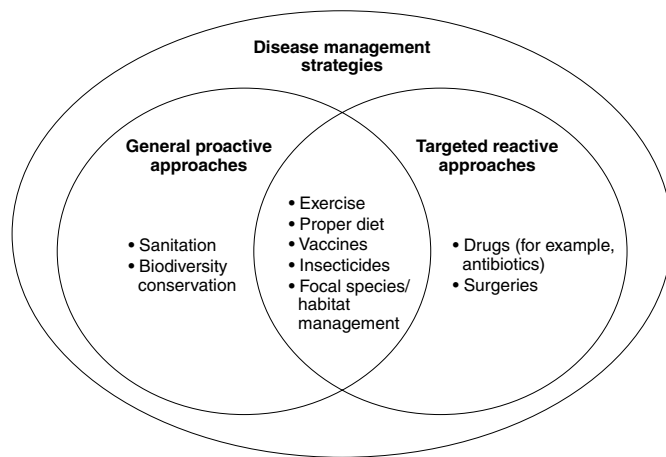 Disease management
strategies
General proactive
approaches
• Sanitation
• Biodiversity
conservation
• Exercise
• Proper diet
• Vaccines
• Insecticides
• Focal species/
habitat
management
Targeted reactive
approaches
• Drugs (for example,
antibiotics)
• Surgeries